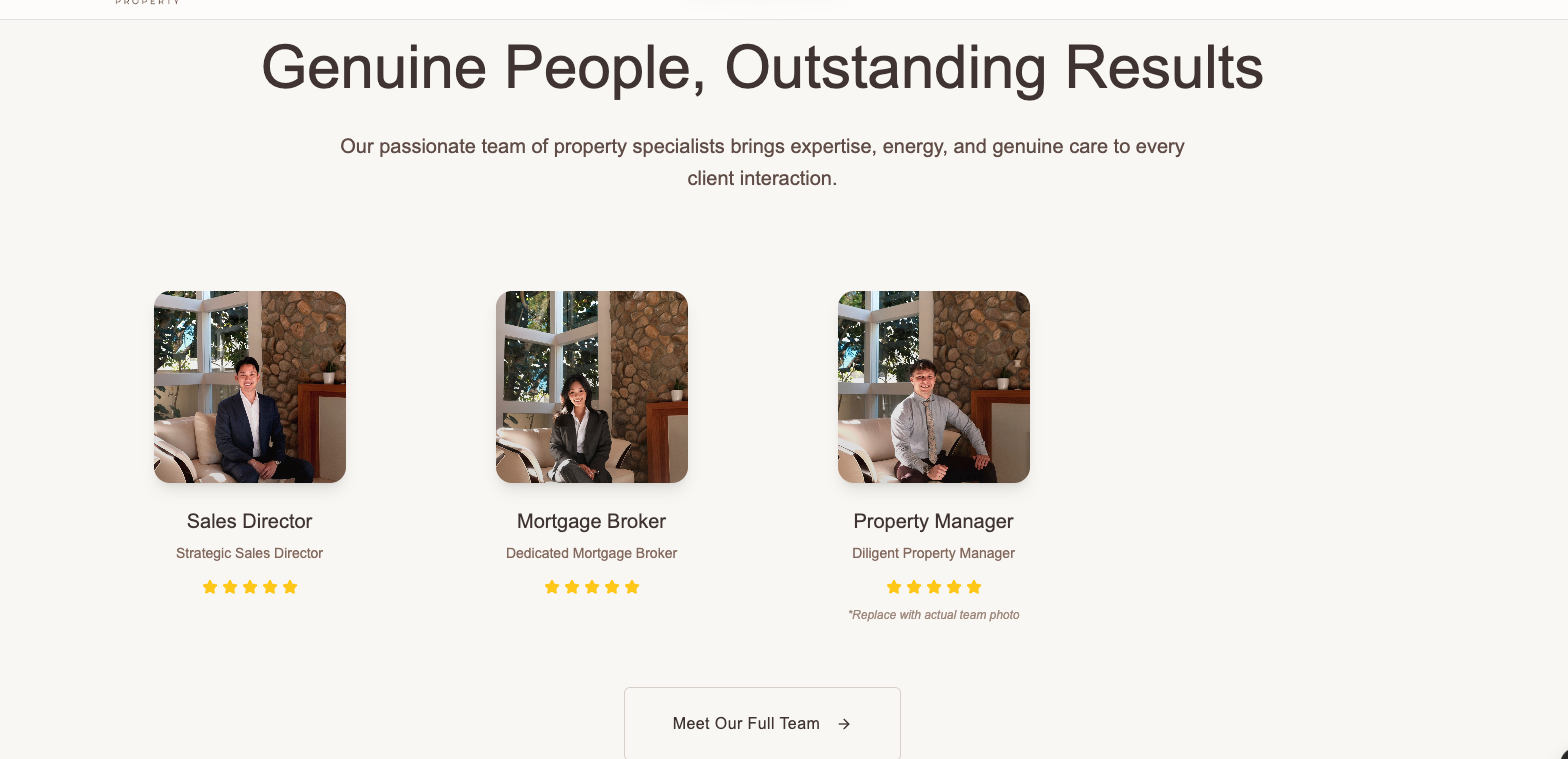 PROPERTY
Genuine People, Outstanding Results
Our passionate team of property specialists brings expertise, energy, and genuine care to every
client interaction.
Sales Director
Mortgage Broker
Property Manager
Strategic Sales Director
Dedicated Mortgage Broker
Diligent Property Manager
*Replace with actual team photo
Meet Our Full Team